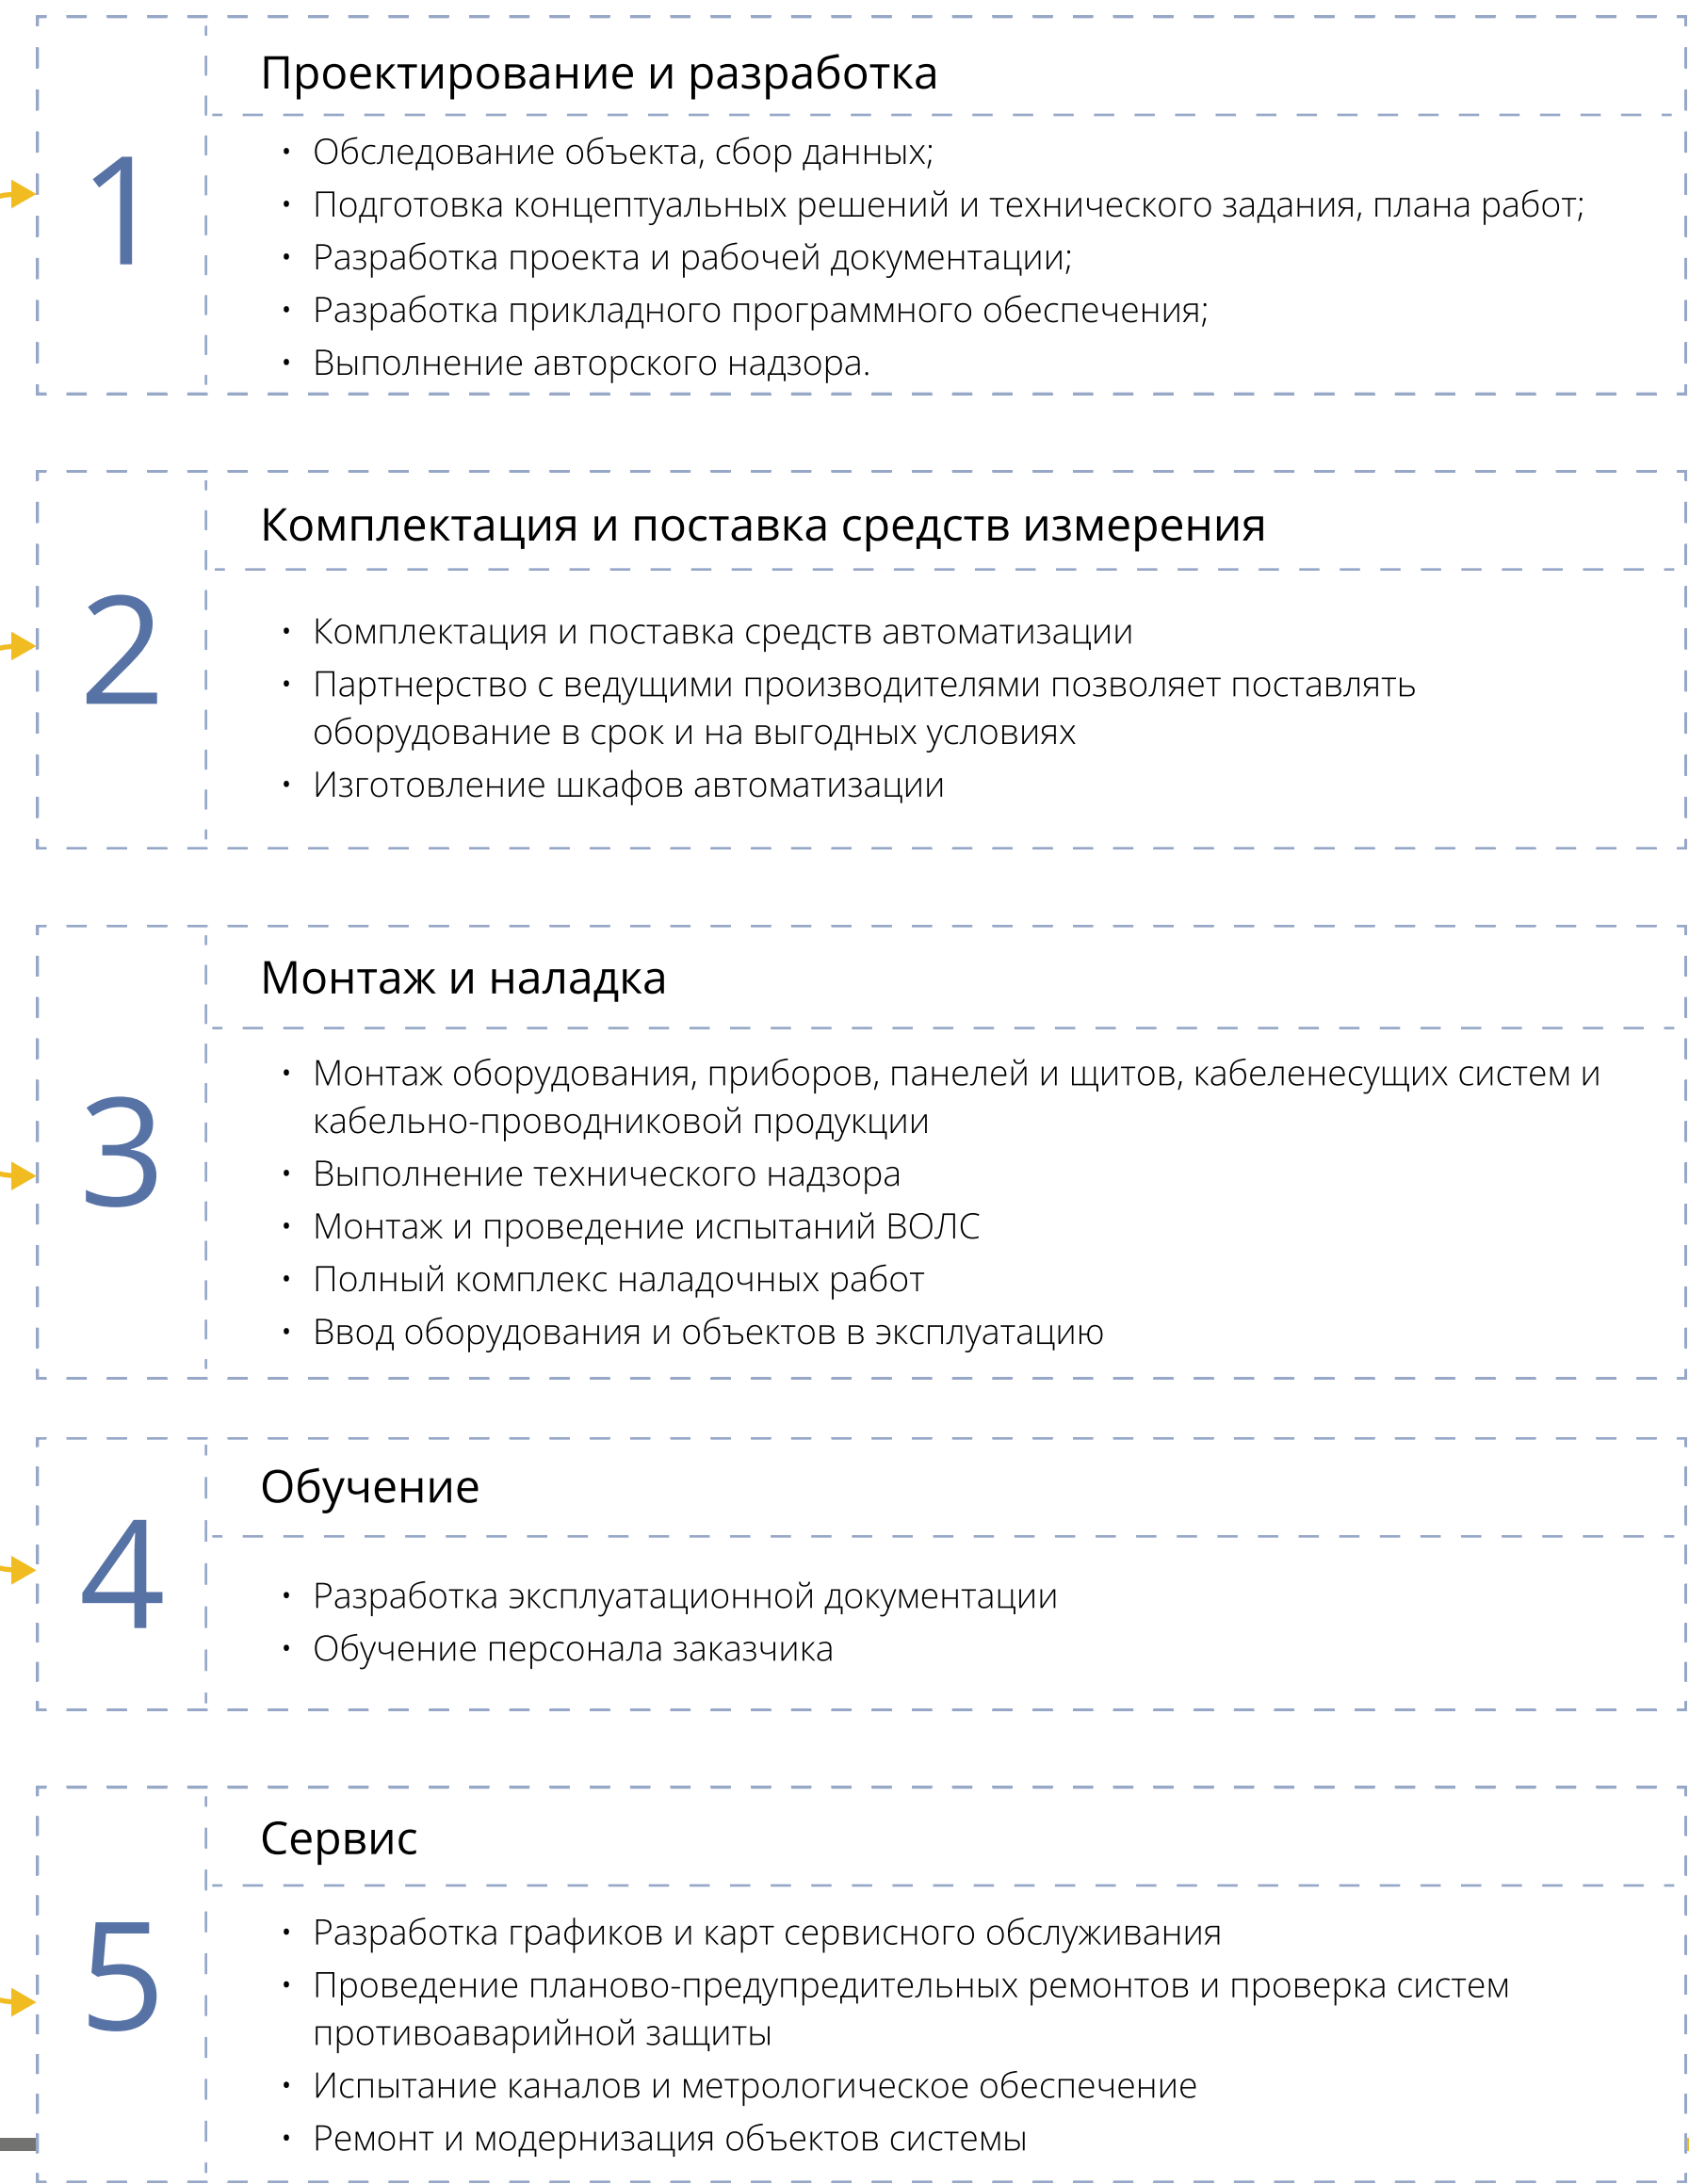 1
Проектирование и разработка
• Обследование объекта, сбор данных;
• Подготовка концептуальных решений и технического задания, плана работ;
• Разработка проекта и рабочей документации;
• Разработка прикладного программного обеспечения;
• Выполнение авторского надзора.
2
Комплектация и поставка средств измерения
• Комплектация и поставка средств автоматизации
• Партнерство с ведущими производителями позволяет поставлять
оборудование в срок и на выгодных условиях
• Изготовление шкафов автоматизации
3
Монтаж и наладка
• Монтаж оборудования, приборов, панелей и щитов, кабеленесущих систем и
кабельно-проводниковой продукции
• Выполнение технического надзора
• Монтаж и проведение испытаний ВОЛС
• Полный комплекс наладочных работ
• Ввод оборудования и объектов в эксплуатацию
4
Обучение
• Разработка эксплуатационной документации
• Обучение персонала заказчика
5
Сервис
• Разработка графиков и карт сервисного обслуживания
• Проведение планово-предупредительных ремонтов и проверка систем
противоаварийной защиты
• Испытание каналов и метрологическое обеспечение
• Ремонт и модернизация объектов системы